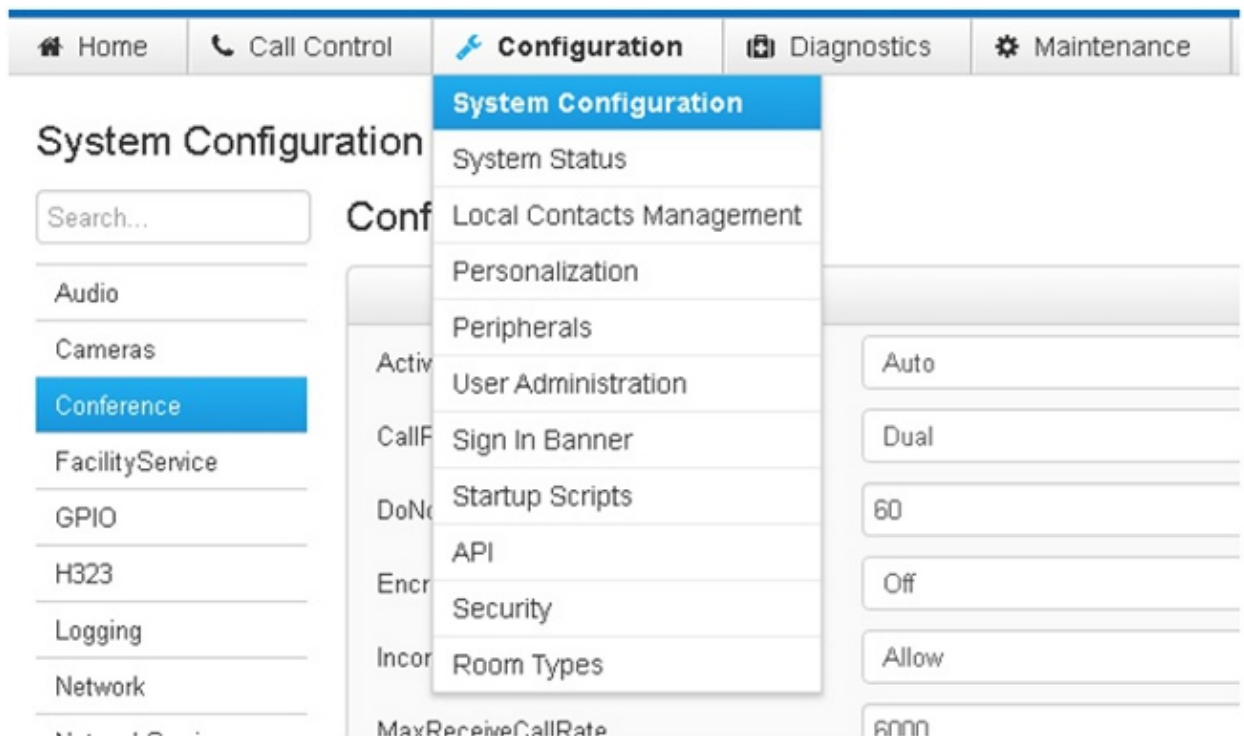 Home Call Control Configuration Diagnostics Maintenance
System Configuration
System Configuration
System Status
Local Contacts Management
Personalization
Peripherals
User Administration
Sign In Banner
Startup Scripts
API
Security
Room Types
Search...
Audio
Cameras
Conference
FacilityService
GPIO
H323
Logging
Network
Conf
Activ Auto
CallF Dual
DoNo 60
Encr Off
Incor Allow
MaxReceiveCallRate 6000